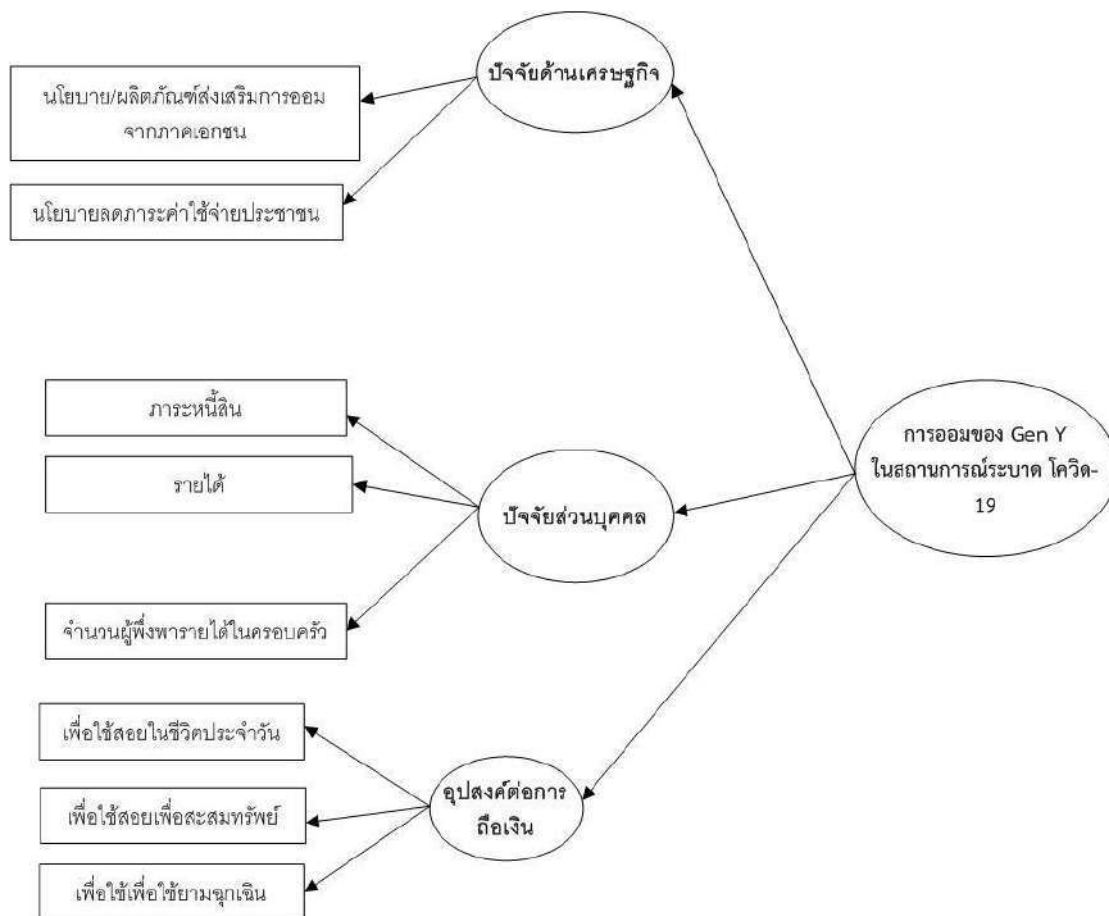 ปัจจัยด้านเศรษฐกิจ
นโยบาย/ผลิตภัณฑ์ส่งเสริมการออม
จากภาคเอกชน
นโยบายลดภาระค่าใช้จ่ายประชาชน
ภาระหนี้สิน
รายได้
จำนวนผู้พึ่งพารายได้ในครอบครัว
ปัจจัยส่วนบุคคล
การออมของ Gen Y
ในสถานการณ์ระบาด โควิด-
19
เพื่อใช้สอยในชีวิตประจำวัน
เพื่อใช้สอยเพื่อสะสมทรัพย์
เพื่อใช้เพื่อใช้ยามฉุกเฉิน
อุปสงค์ต่อการ
ถือเงิน